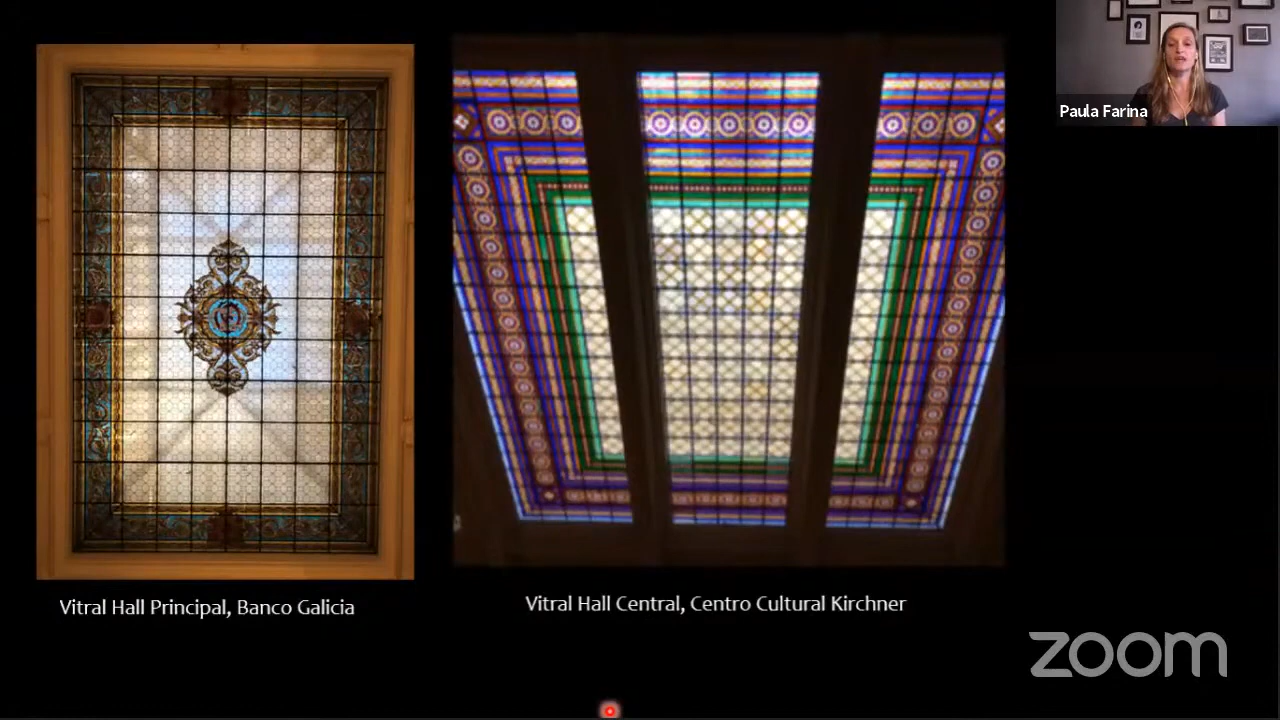 Paula Farina
Vitral Hall Principal, Banco Galicia
Vitral Hall Central, Centro Cultural Kirchner
zoom